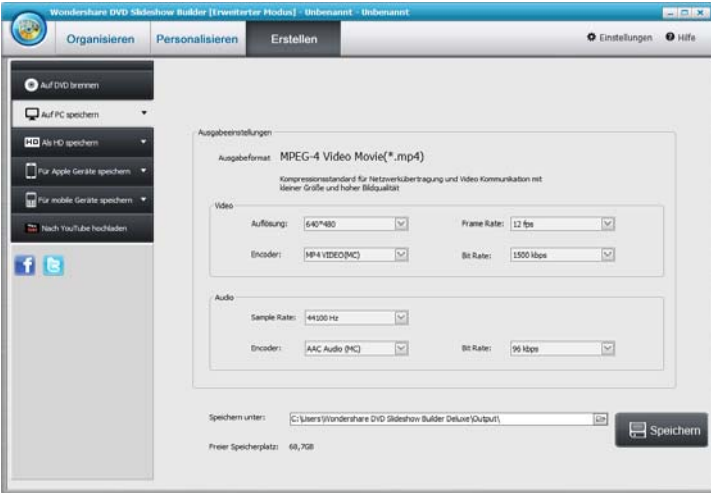 Wondershare DVD Slideshow Builder [Erweiterter Modus] - Unbenannt - Unbenannt
Organisieren Personalisieren Erstellen Einstellungen Hilfe
Auf DVD brennen
Auf PC speichern
HD Als HD speichern
Für Apple Geräte speichern
Für mobile Geräte speichern
Nach YouTube hochladen
Ausgabeeinstellungen
Ausgabeformat MPEG-4 Video Movie(*.mp4)
Kompressionsstandard für Netzwerkübertragung und Video Kommunikation mit
kleiner Größe und hoher Bildqualität
Video
Auflösung: 640*480 Frame Rate: 12 fps
Encoder: MP4 VIDEO(MC) Bit Rate: 1500 kbps
Audio
Sample Rate: 44100 Hz
Encoder: AAC Audio (MC) Bit Rate: 96 kbps
Speichern unter: C:\Users\Wondershare DVD Slideshow Builder Deluxe\Output\
Speichern
Freier Speicherplatz: 68,7GB